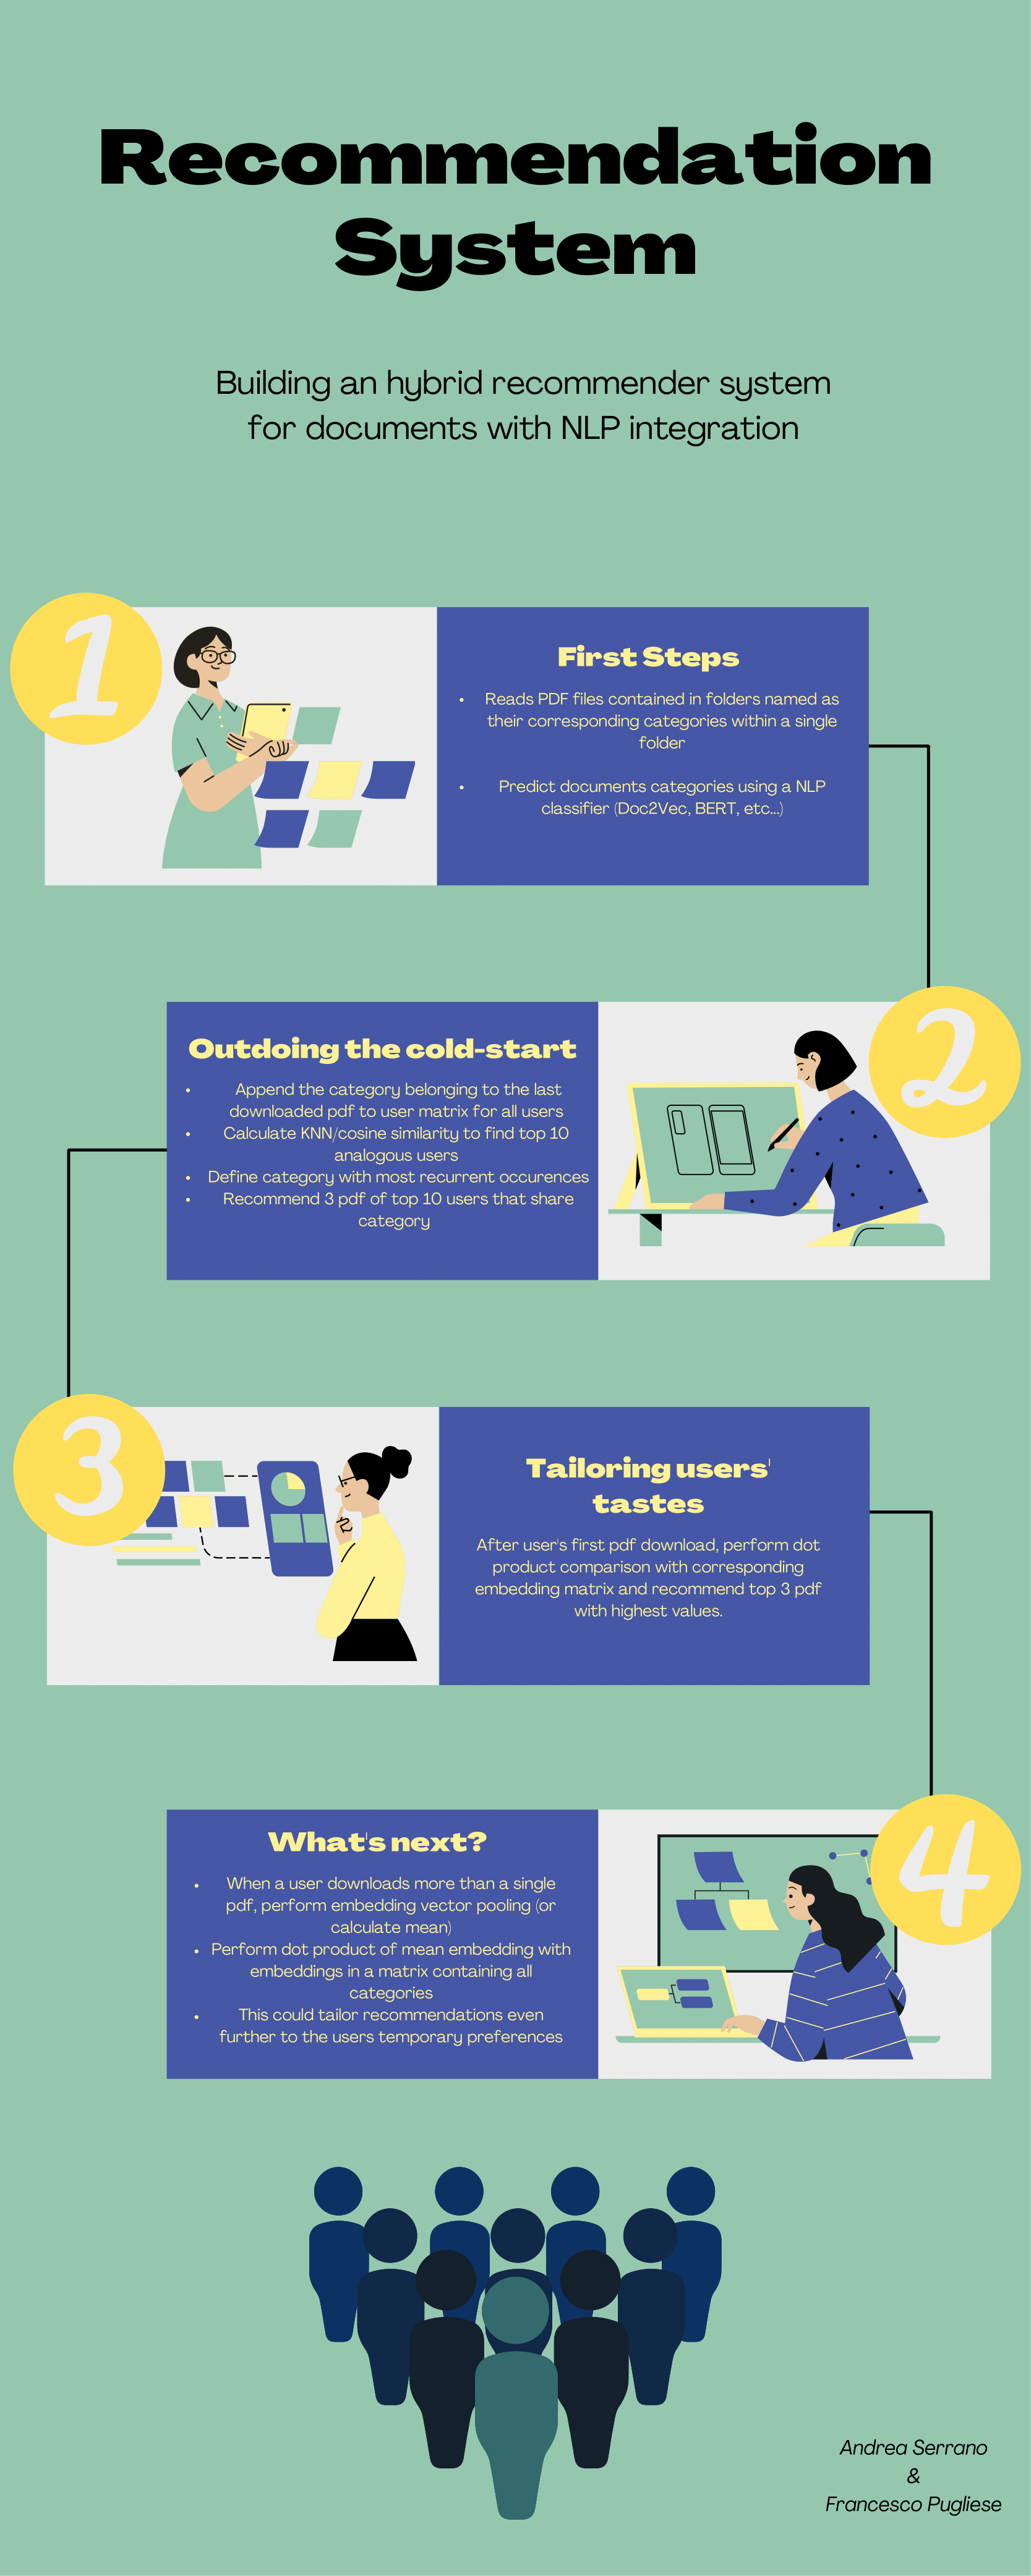 Recommendation
System
Building an hybrid recommender system
for documents with NLP integration
1
First Steps
• Reads PDF files contained in folders named as
their corresponding categories within a single
folder
• Predict documents categories using a NLP
classifier (Doc2Vec, BERT, etc...)
2
Outdoing the cold-start
• Append the category belonging to the last
downloaded pdf to user matrix for all users
• Calculate KNN/cosine similarity to find top 10
analogous users
• Define category with most recurrent occurences
• Recommend 3 pdf of top 10 users that share
category
3
Tailoring users'
tastes
After user's first pdf download, perform dot
product comparison with corresponding
embedding matrix and recommend top 3 pdf
with highest values.
4
What's next?
• When a user downloads more than a single
pdf, perform embedding vector pooling (or
calculate mean)
• Perform dot product of mean embedding with
embeddings in a matrix containing all
categories
• This could tailor recommendations even
further to the users temporary preferences
Andrea Serrano
&
Francesco Pugliese